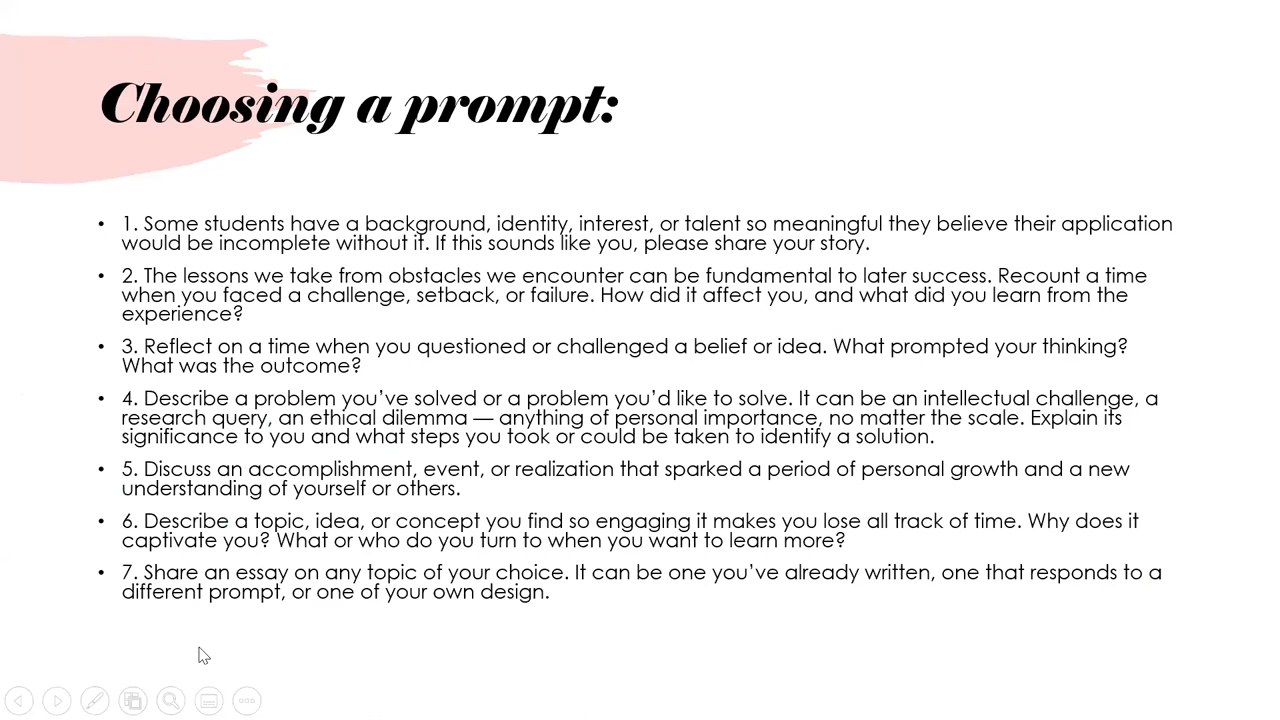 Choosing a prompt:
• 1. Some students have a background, identity, interest, or talent so meaningful they believe their application
would be incomplete without it. If this sounds like you, please share your story.
• 2. The lessons we take from obstacles we encounter can be fundamental to later success. Recount a time
when you faced a challenge, setback, or failure. How did it affect you, and what did you learn from the
experience?
• 3. Reflect on a time when you questioned or challenged a belief or idea. What prompted your thinking?
What was the outcome?
• 4. Describe a problem you’ve solved or a problem you’d like to solve. It can be an intellectual challenge, a
research query, an ethical dilemma — anything of personal importance, no matter the scale. Explain its
significance to you and what steps you took or could be taken to identify a solution.
• 5. Discuss an accomplishment, event, or realization that sparked a period of personal growth and a new
understanding of yourself or others.
• 6. Describe a topic, idea, or concept you find so engaging it makes you lose all track of time. Why does it
captivate you? What or who do you turn to when you want to learn more?
• 7. Share an essay on any topic of your choice. It can be one you’ve already written, one that responds to a
different prompt, or one of your own design.